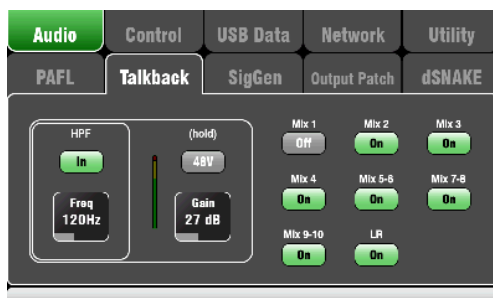 Audio Control USB Data Network Utility
PAFL Talkback SigGen Output Patch dSNAKE
HPF (hold) Mix 1 Mix 2 Mix 3
In 48V Off On On
Mix 4 Mix 5-6 Mix 7-8
Freq 120Hz Gain 27 dB On On On
Mix 9-10 LR
On On